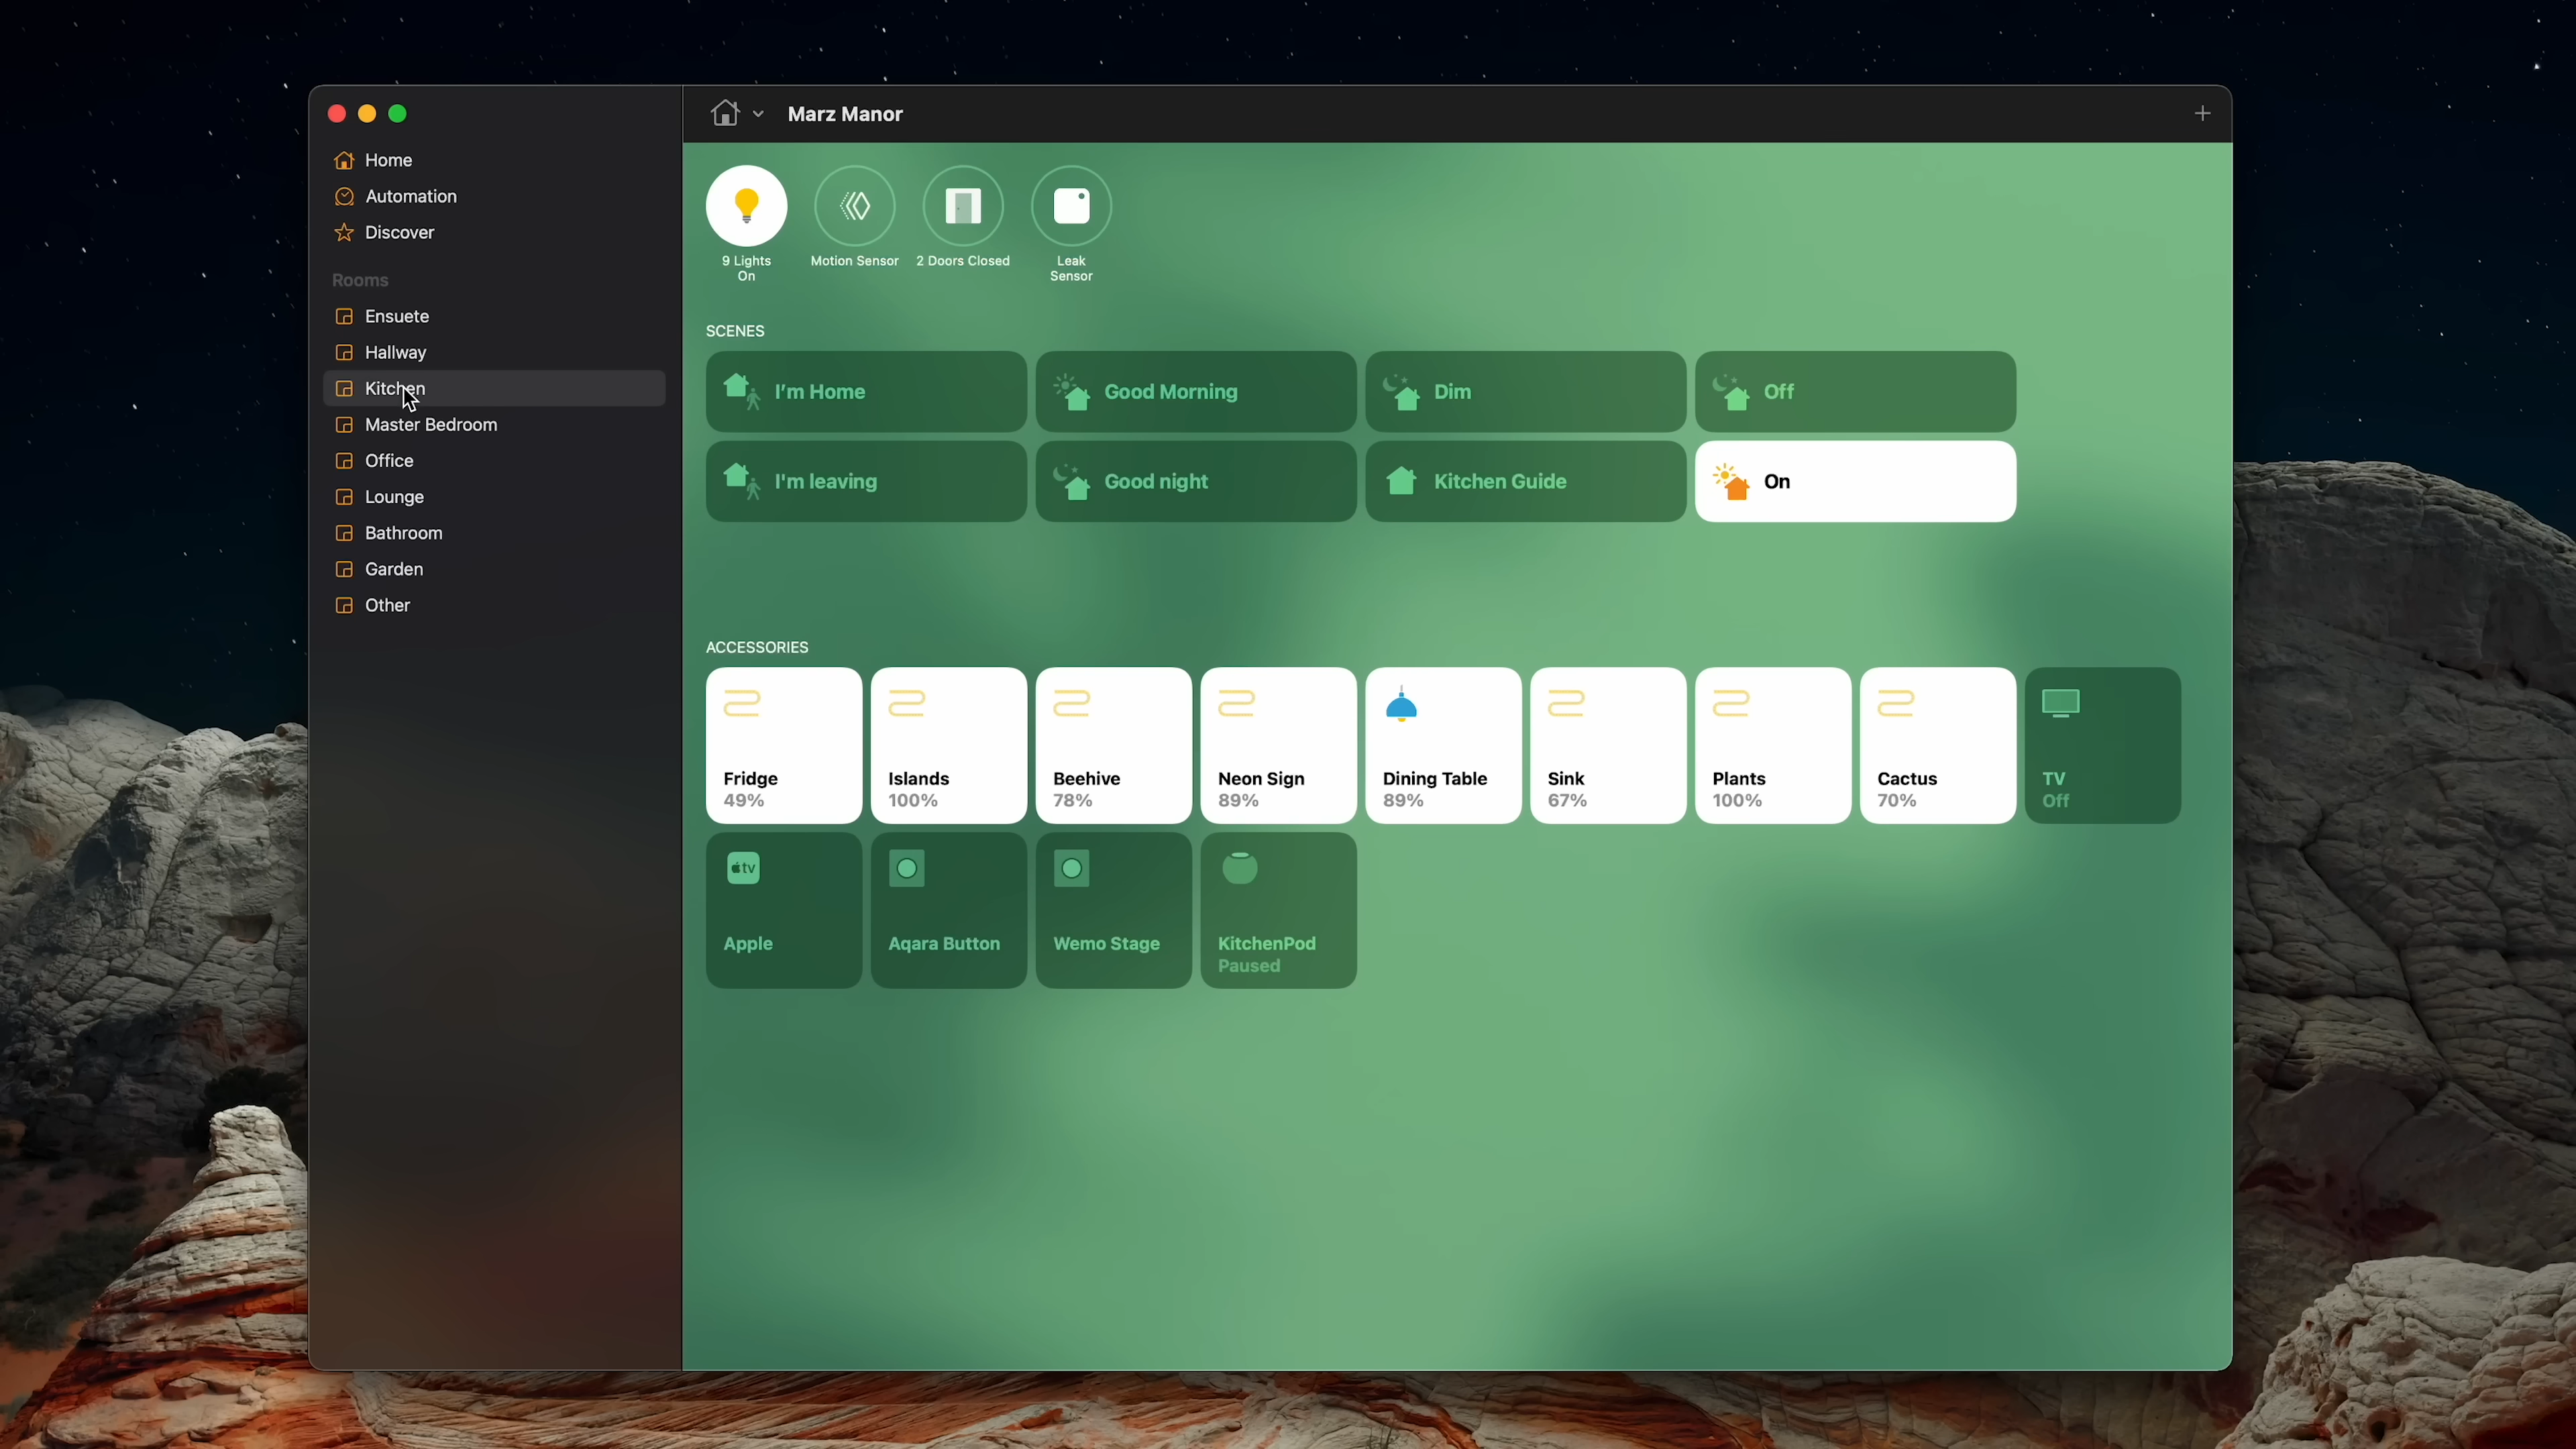 Marz Manor
Home
Automation
Discover
Rooms
Ensuete
Hallway
Kitchen
Master Bedroom
Office
Lounge
Bathroom
Garden
Other
9 Lights
On
Motion Sensor
2 Doors Closed
Leak
Sensor
SCENES
I'm Home
Good Morning
Dim
Off
I'm leaving
Good night
Kitchen Guide
On
ACCESSORIES
Fridge
49%
Islands
100%
Beehive
78%
Neon Sign
89%
Dining Table
89%
Sink
67%
Plants
100%
Cactus
70%
TV
Off
tv
Apple
Aqara Button
Wemo Stage
KitchenPod
Paused